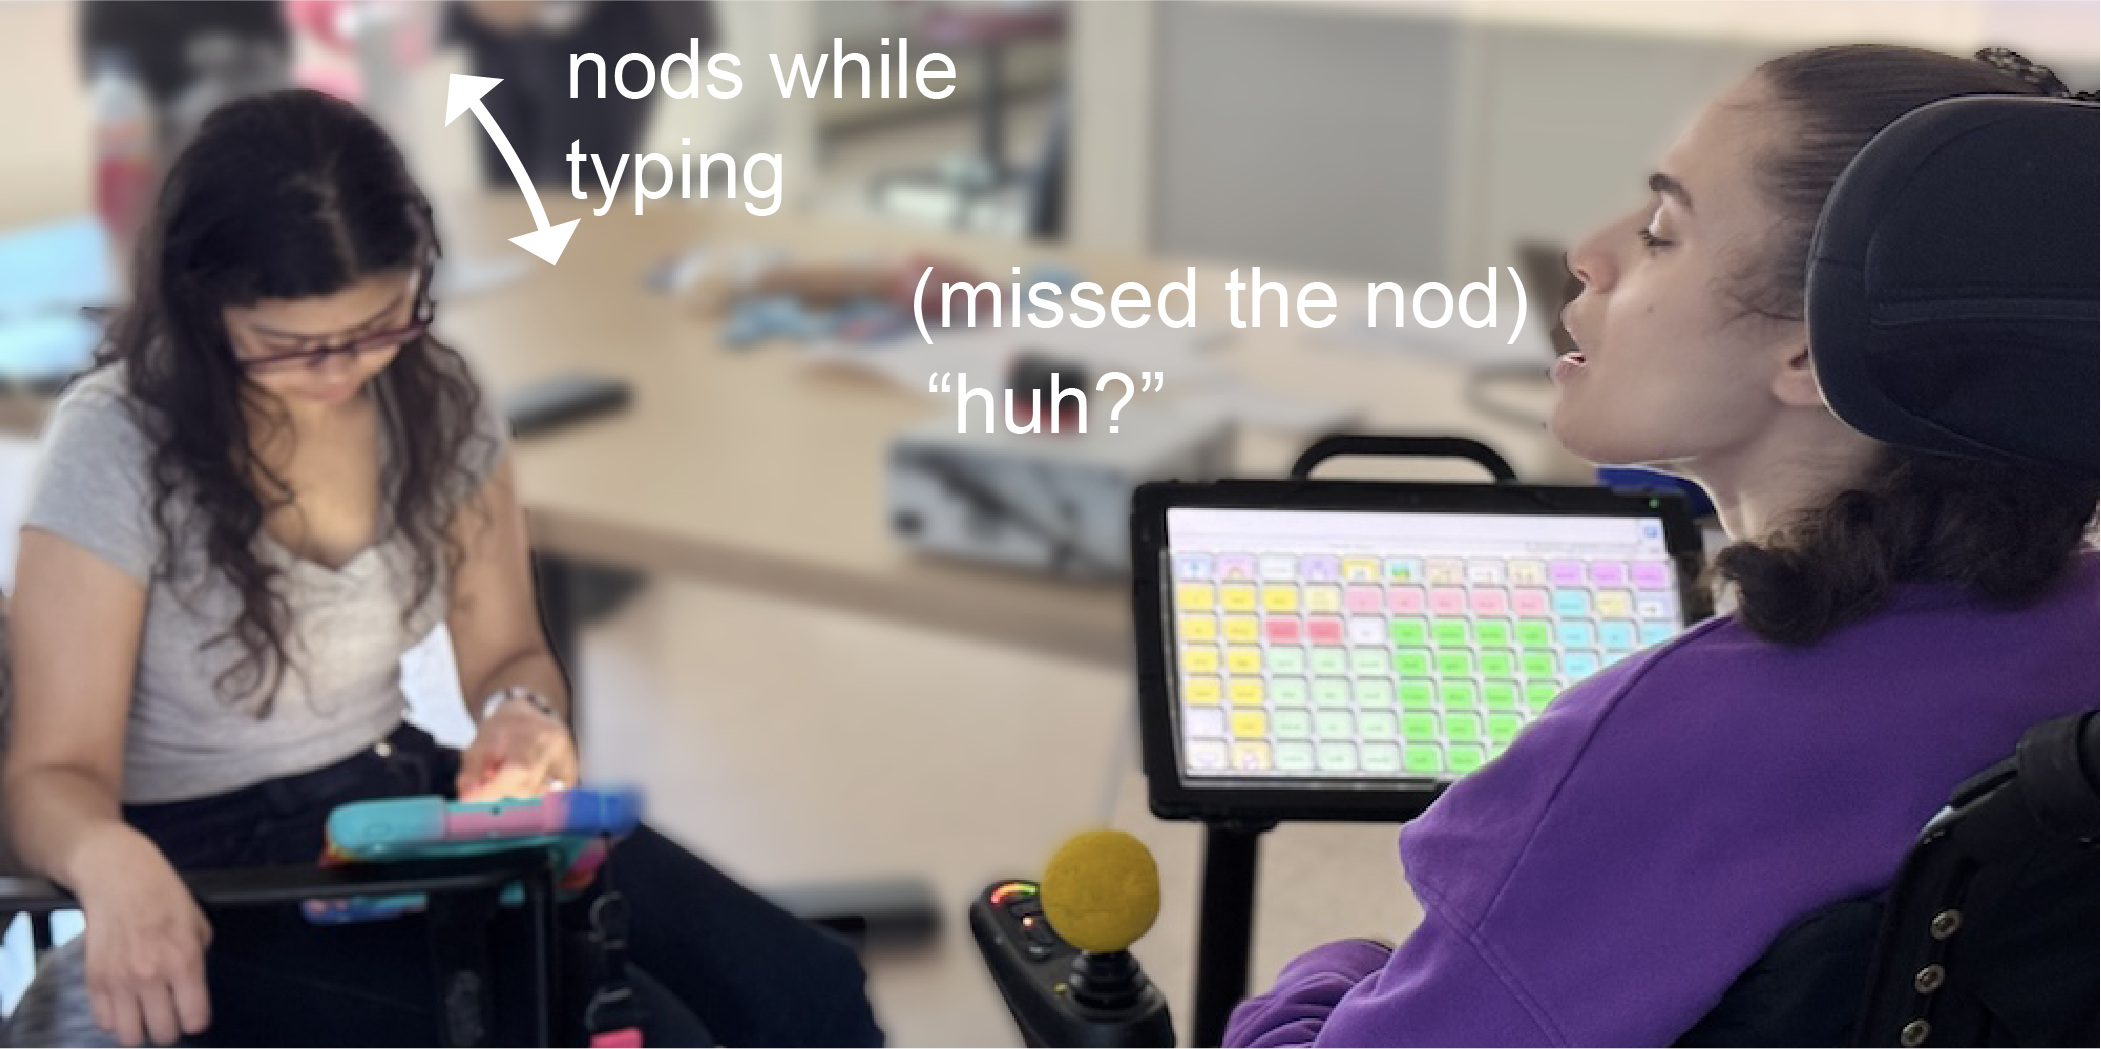 nods while
typing
(missed the nod)
“huh?”